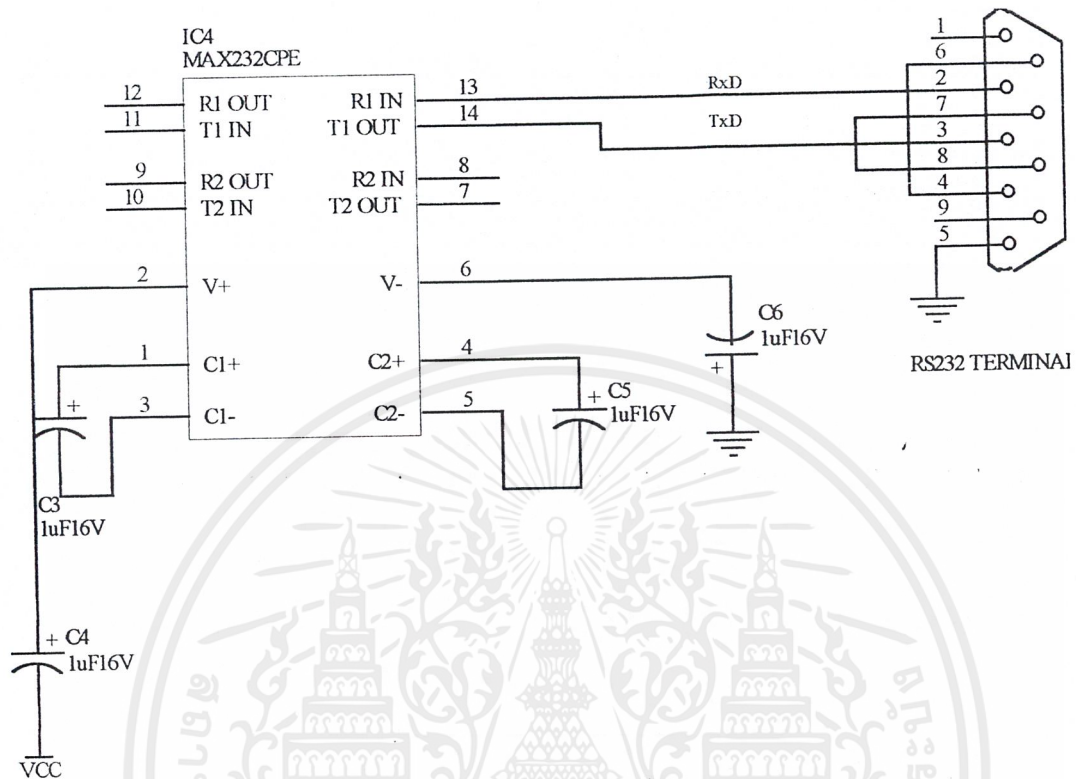 IC4
MAX232CPE
12 R1 OUT R1 IN 13 RxD
11 T1 IN T1 OUT 14 TxD
9 R2 OUT R2 IN 8
10 T2 IN T2 OUT 7
2 V+ V- 6
1 C1+ C2+ 4
3 C1- C2- 5
1
6
2
7
3
8
4
9
5
RS232 TERMINAI
C6
1uF16V
+
+ C5
1uF16V
+
C3
1uF16V
+ C4
1uF16V
VCC